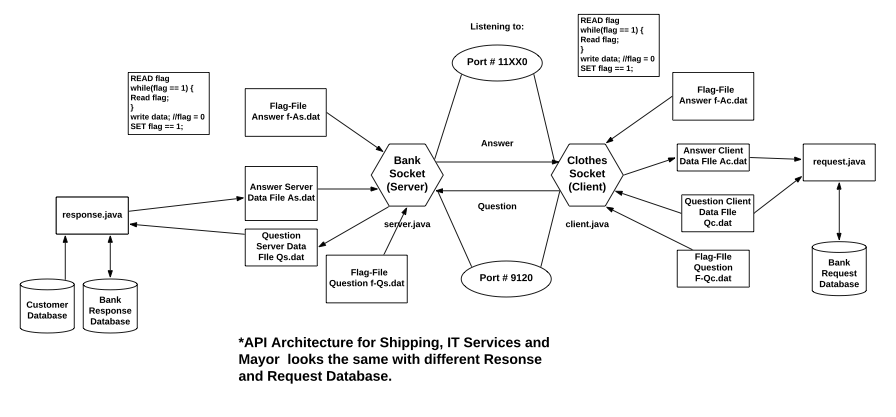 Listening to:
READ flag
while(flag == 1) {
Read flag;
}
write data; //flag = 0
SET flag == 1;
Port # 11XX0
READ flag
while(flag == 1) {
Read flag;
}
write data; //flag = 0
SET flag == 1;
Flag-File
Answer f-As.dat
Flag-File
Answer f-Ac.dat
Answer
Bank
Socket
(Server)
Clothes
Socket
(Client)
Answer Client
Data FIle Ac.dat
request.java
Answer Server
Data File As.dat
response.java
Question
Question Client
Data FIle
Qc.dat
server.java
client.java
Question
Server Data
FIle Qs.dat
Flag-FIle
Question f-Qs.dat
Port # 9120
Flag-FIle
Question
F-Qc.dat
Bank
Request
Database
Customer
Database
Bank
Response
Database
*API Architecture for Shipping, IT Services and
Mayor looks the same with different Resonse
and Request Database.